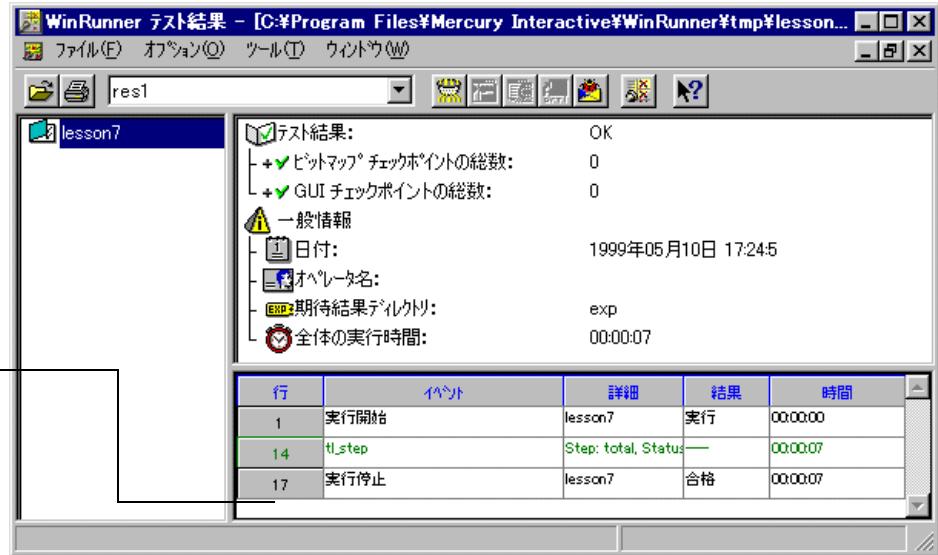 WinRunner テスト結果 - [C:¥Program Files¥Mercury Interactive¥WinRunner¥tmp¥lesson...
ファイル(F) オプション(O) ツール(T) ウィンドウ(W)
res1
lesson7
テスト結果: OK
ビットマップ チェックポイントの総数: 0
GUI チェックポイントの総数: 0
一般情報
日付: 1999年05月10日 17:24:5
オペレータ名:
EXP 期待結果ディレクトリ: exp
全体の実行時間: 00:00:07
行 イベント 詳細 結果 時間
1 実行開始 lesson7 実行 00:00:00
14 tl_step Step: total, Status ---- 00:00:07
17 実行停止 lesson7 合格 00:00:07